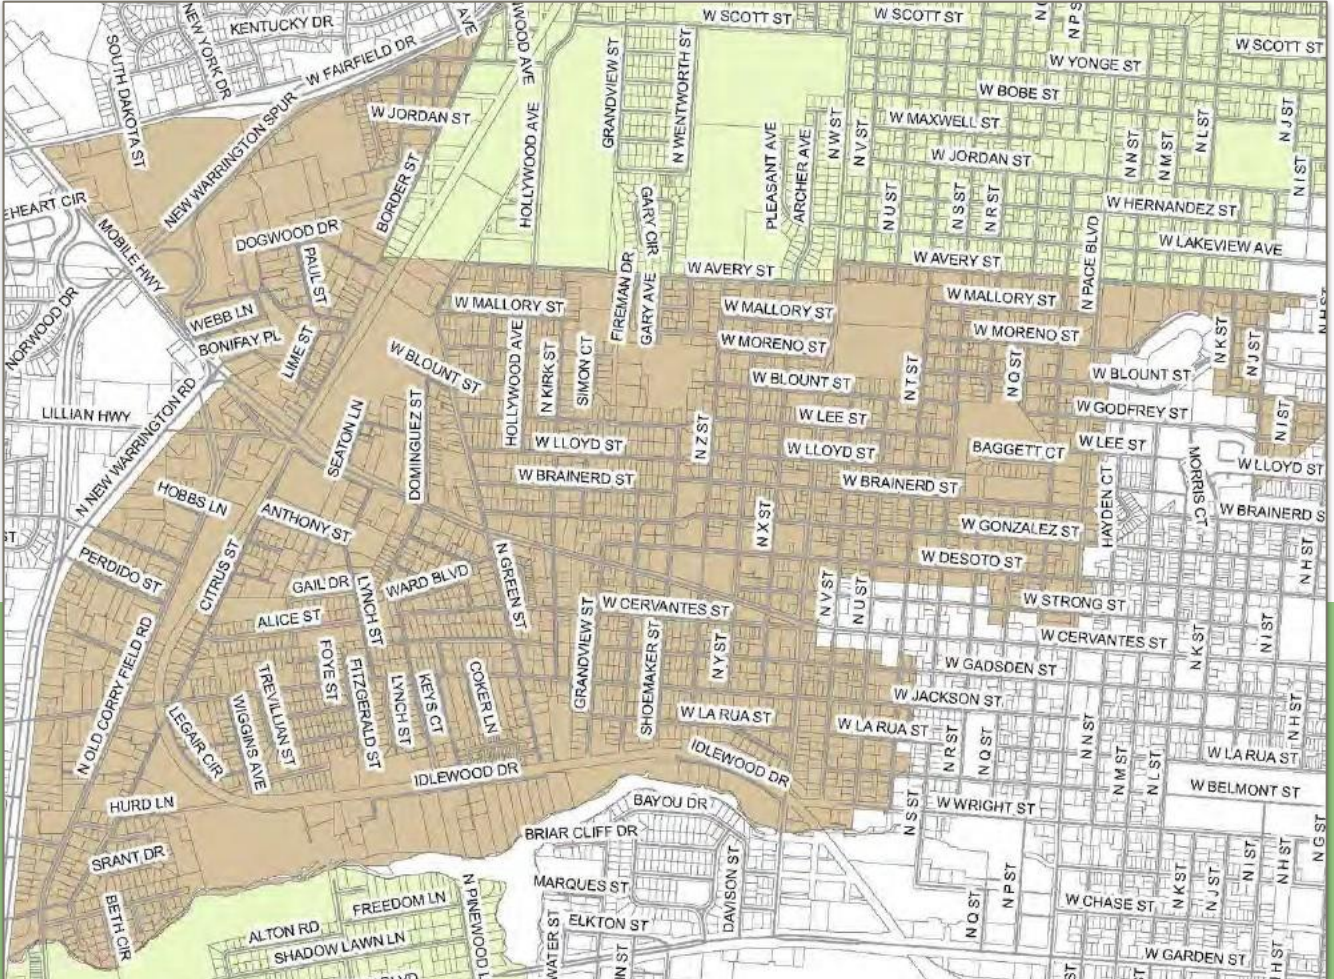 KENTUCKY DR
NEW YORK DR
SOUTH DAKOTA ST
W FAIRFIELD DR
AVE
WOOD AVE
W SCOTT ST
W SCOTT ST
W SCOTT ST
N P S
GRANDVIEW ST
N WENTWORTH ST
W YONGE ST
W BOBE ST
W MAXWELL ST
W JORDAN ST
W JORDAN ST
NEW WARRINGTON SPUR
HOLLYWOOD AVE
PLEASANT AVE
ARCHER AVE
N W ST
N V ST
N N ST
N M ST
N L ST
N J ST
N I ST
BORDER ST
EHEART CIR
MOBILE HWY
DOGWOOD DR
PAUL ST
GARY CIR
N U ST
N S ST
N R ST
W HERNANDEZ ST
W LAKEVIEW AVE
N PACE BLVD
W AVERY ST
W AVERY ST
FIREMAN DR
GARY AVE
NORWOOD DR
WEBB LN
BONIFAY PL
LIME ST
W MALLORY ST
W MALLORY ST
W MALLORY ST
W MORENO ST
W MORENO ST
HOLLYWOOD AVE
N KIRK ST
SIMON CT
W BLOUNT ST
W BLOUNT ST
W BLOUNT ST
N T ST
N Q ST
N K ST
N J ST
N H ST
LILLIAN HWY
N NEW WARRINGTON RD
SEATON LN
DOMINGUEZ ST
W LEE ST
W GODFREY ST
N I ST
W LLOYD ST
N Z ST
W LLOYD ST
BAGGETT CT
W LEE ST
W LLOYD ST
W BRAINERD ST
W BRAINERD ST
W BRAINERD S
HAYDEN CT
MORRIS CT
HOBBS LN
ANTHONY ST
N X ST
W GONZALEZ ST
ST
PERDIDO ST
CITRUS ST
N GREEN ST
W DESOTO ST
N H ST
GAIL DR
LYNCH ST
WARD BLVD
ALICE ST
W CERVANTES ST
N V ST
N U ST
W STRONG ST
W CERVANTES ST
N K ST
N I ST
GRANDVIEW ST
SHOEMAKER ST
N Y ST
N OLD CORRY FIELD RD
FOYE ST
FITZGERALD ST
TREVILLIAN ST
WIGGINS AVE
LYNCH ST
KEYS CT
COKER LN
W GADSDEN ST
W JACKSON ST
LEGAIR CIR
W LA RUA ST
W LA RUA ST
N R ST
N Q ST
N N ST
N M ST
N L ST
N H ST
W LA RUA ST
IDLEWOOD DR
IDLEWOOD DR
W BELMONT ST
HURD LN
BAYOU DR
N S ST
W WRIGHT ST
BRIAR CLIFF DR
SRANT DR
MARQUES ST
DAVISON ST
N P ST
N Q ST
N K ST
N J ST
N I ST
N H ST
N G ST
W CHASE ST
BETH CIR
FREEDOM LN
N PINEWOOD L
ALTON RD
SHADOW LAWN LN
ELKTON ST
WATER ST
N ST
W GARDEN ST
ST
ST
H ST